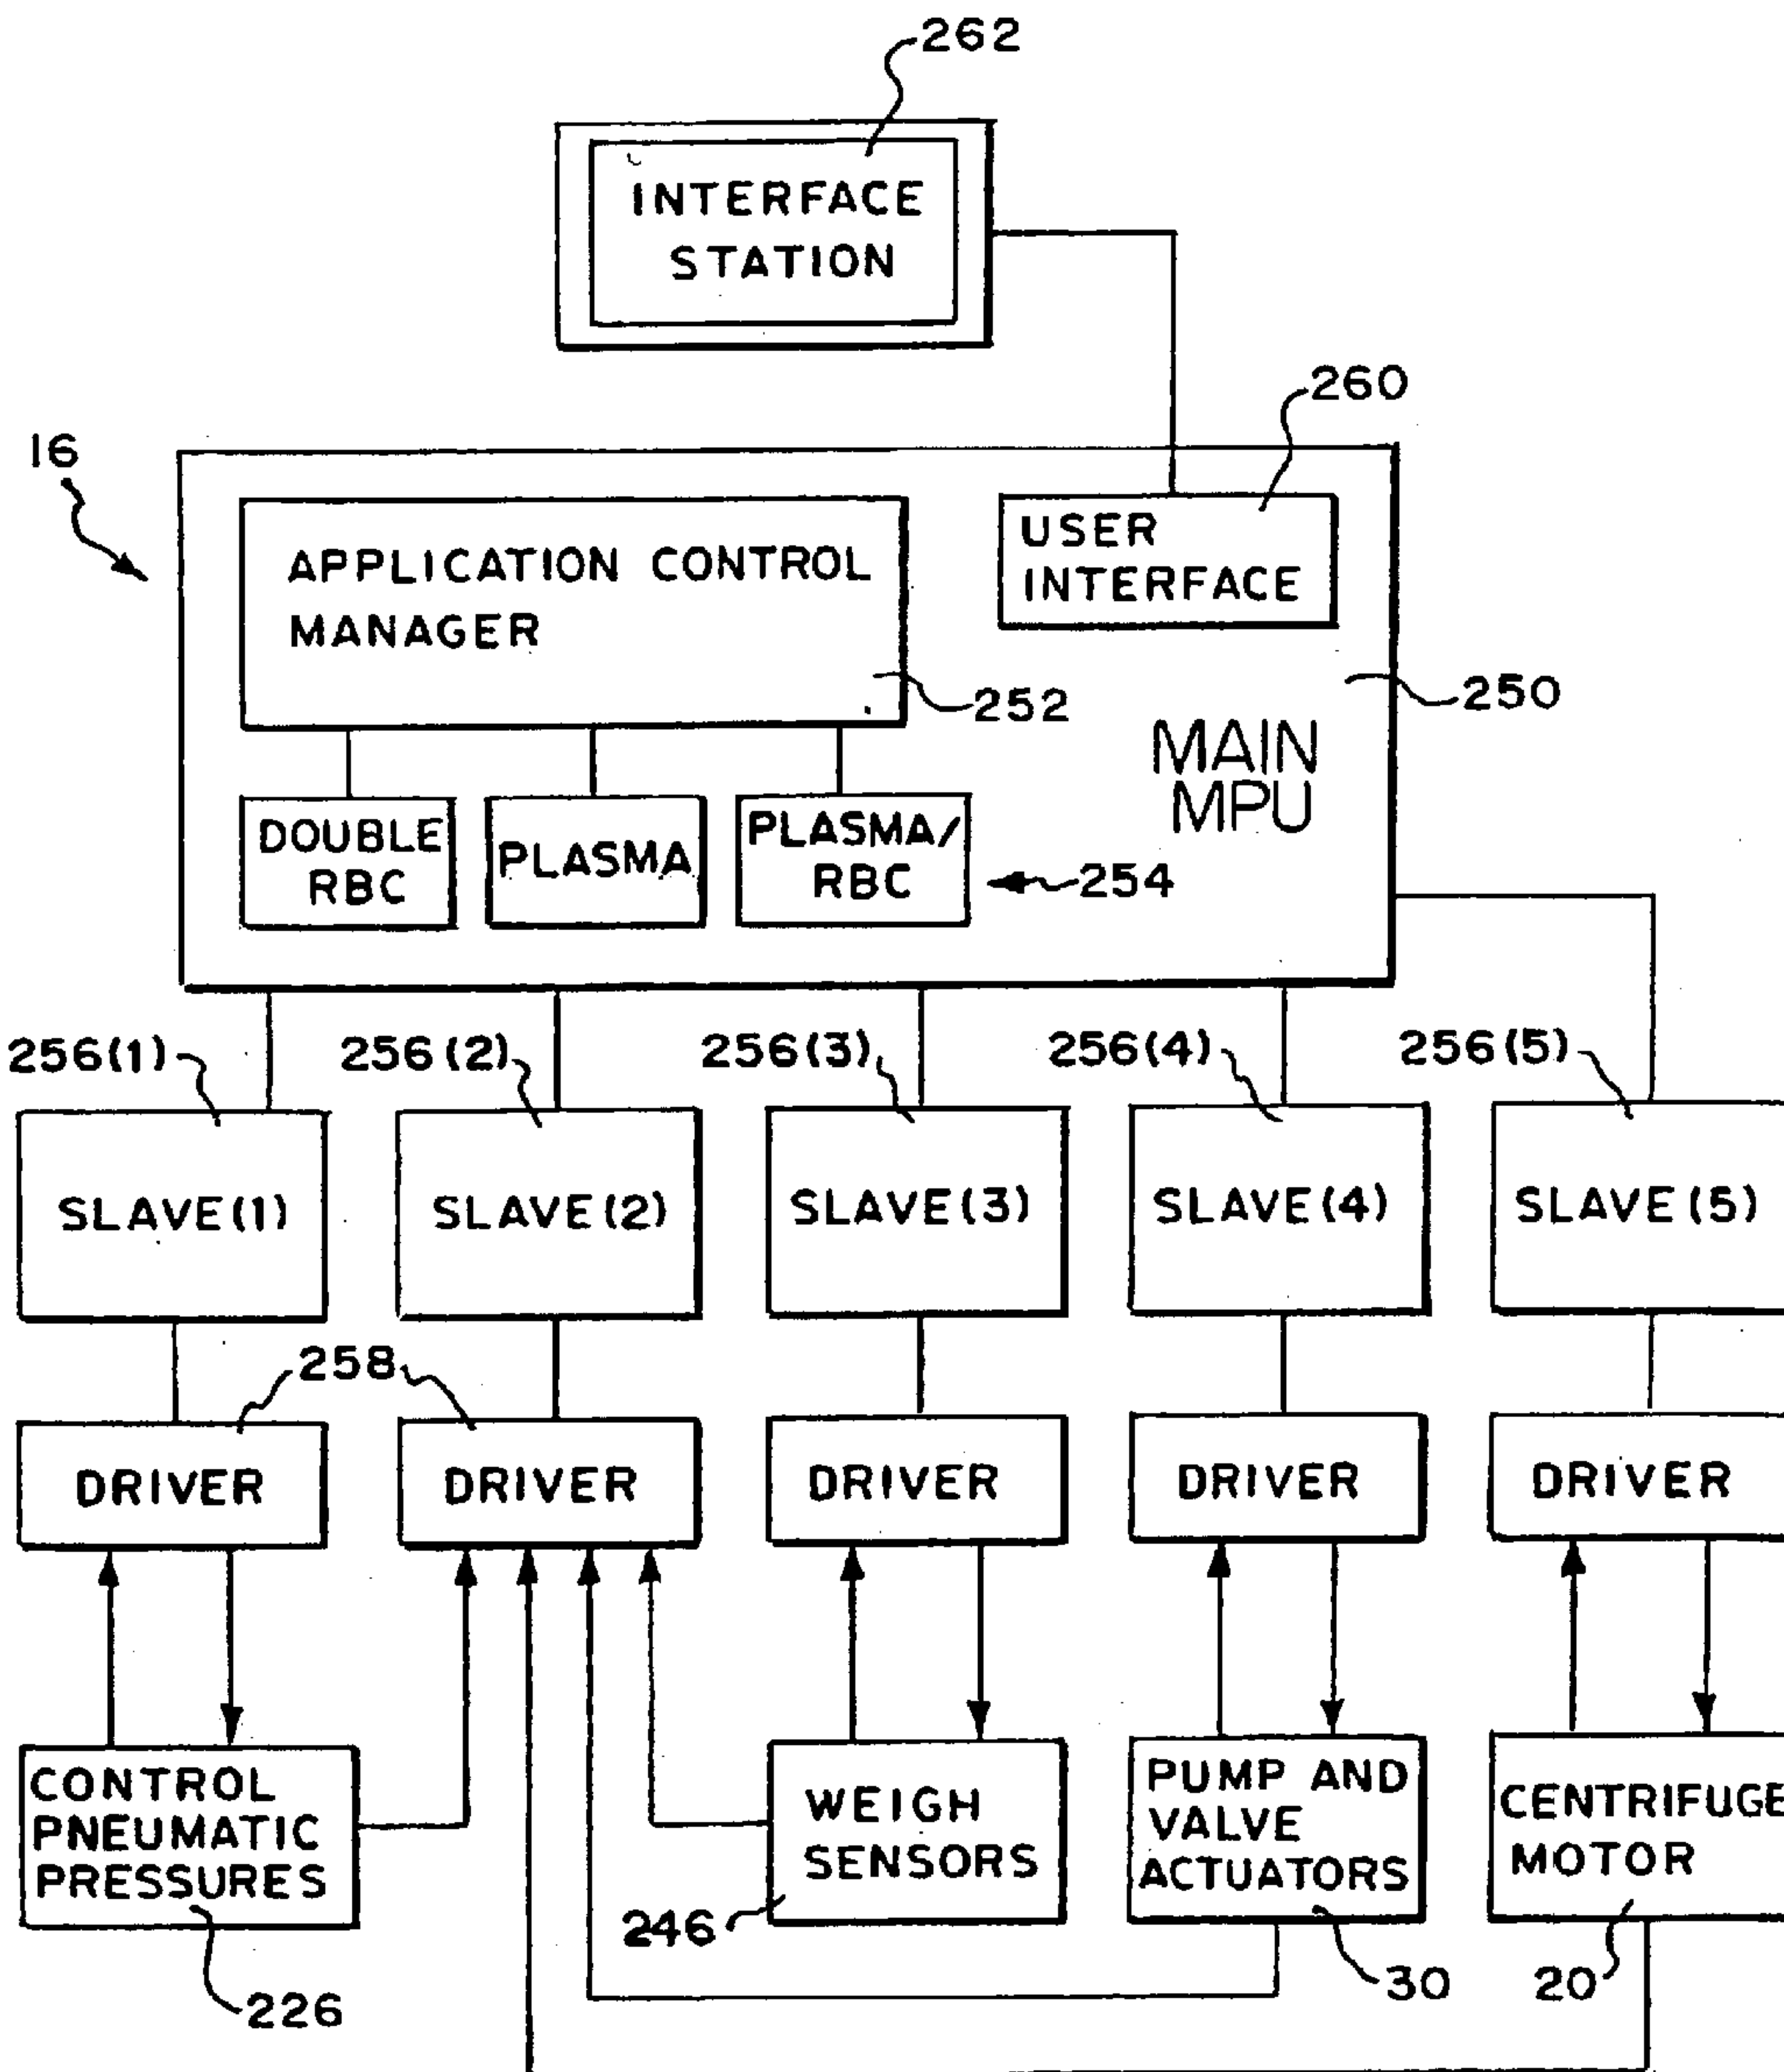 262
INTERFACE
STATION
260
16
USER
INTERFACE
APPLICATION CONTROL
MANAGER
252
250
MAIN
MPU
DOUBLE
RBC
PLASMA
PLASMA/
RBC
254
256(1)
256(2)
256(3)
256(4)
256(5)
SLAVE(1)
SLAVE(2)
SLAVE(3)
SLAVE(4)
SLAVE(5)
258
DRIVER
DRIVER
DRIVER
DRIVER
DRIVER
CONTROL
PNEUMATIC
PRESSURES
WEIGH
SENSORS
PUMP AND
VALVE
ACTUATORS
CENTRIFUGE
MOTOR
246
30
20
226